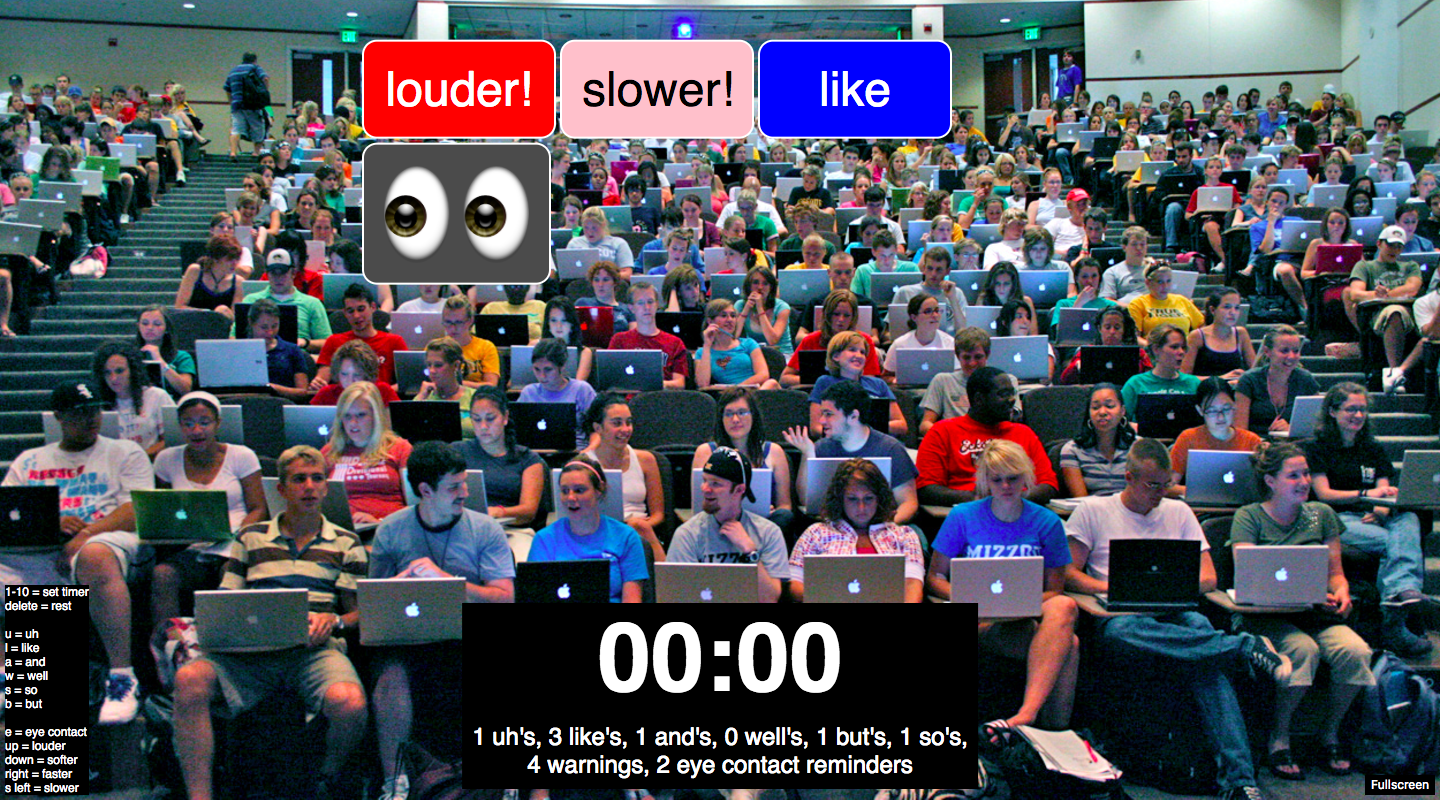 louder!
slower!
like
1-10 = set timer
delete = rest
u = uh
l = like
a = and
w = well
s = so
b = but
e = eye contact
up = louder
down = softer
right = faster
s left = slower
MIZZOU
00:00
1 uh's, 3 like's, 1 and's, 0 well's, 1 but's, 1 so's,
4 warnings, 2 eye contact reminders
Fullscreen